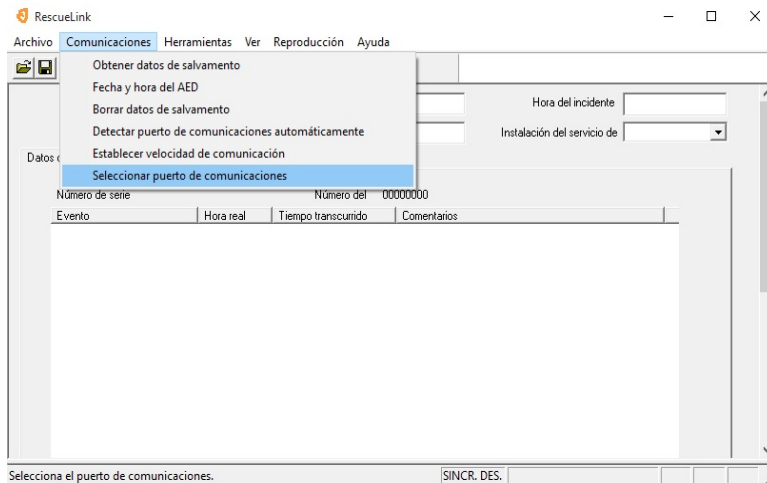 RescueLink
Archivo Comunicaciones Herramientas Ver Reproducción Ayuda
Obtener datos de salvamento
Fecha y hora del AED
Borrar datos de salvamento
Detectar puerto de comunicaciones automáticamente
Establecer velocidad de comunicación
Seleccionar puerto de comunicaciones
Hora del incidente
Instalación del servicio de
Datos
Número de serie Número del 00000000
Evento Hora real Tiempo transcurrido Comentarios
Selecciona el puerto de comunicaciones. SINCR. DES.